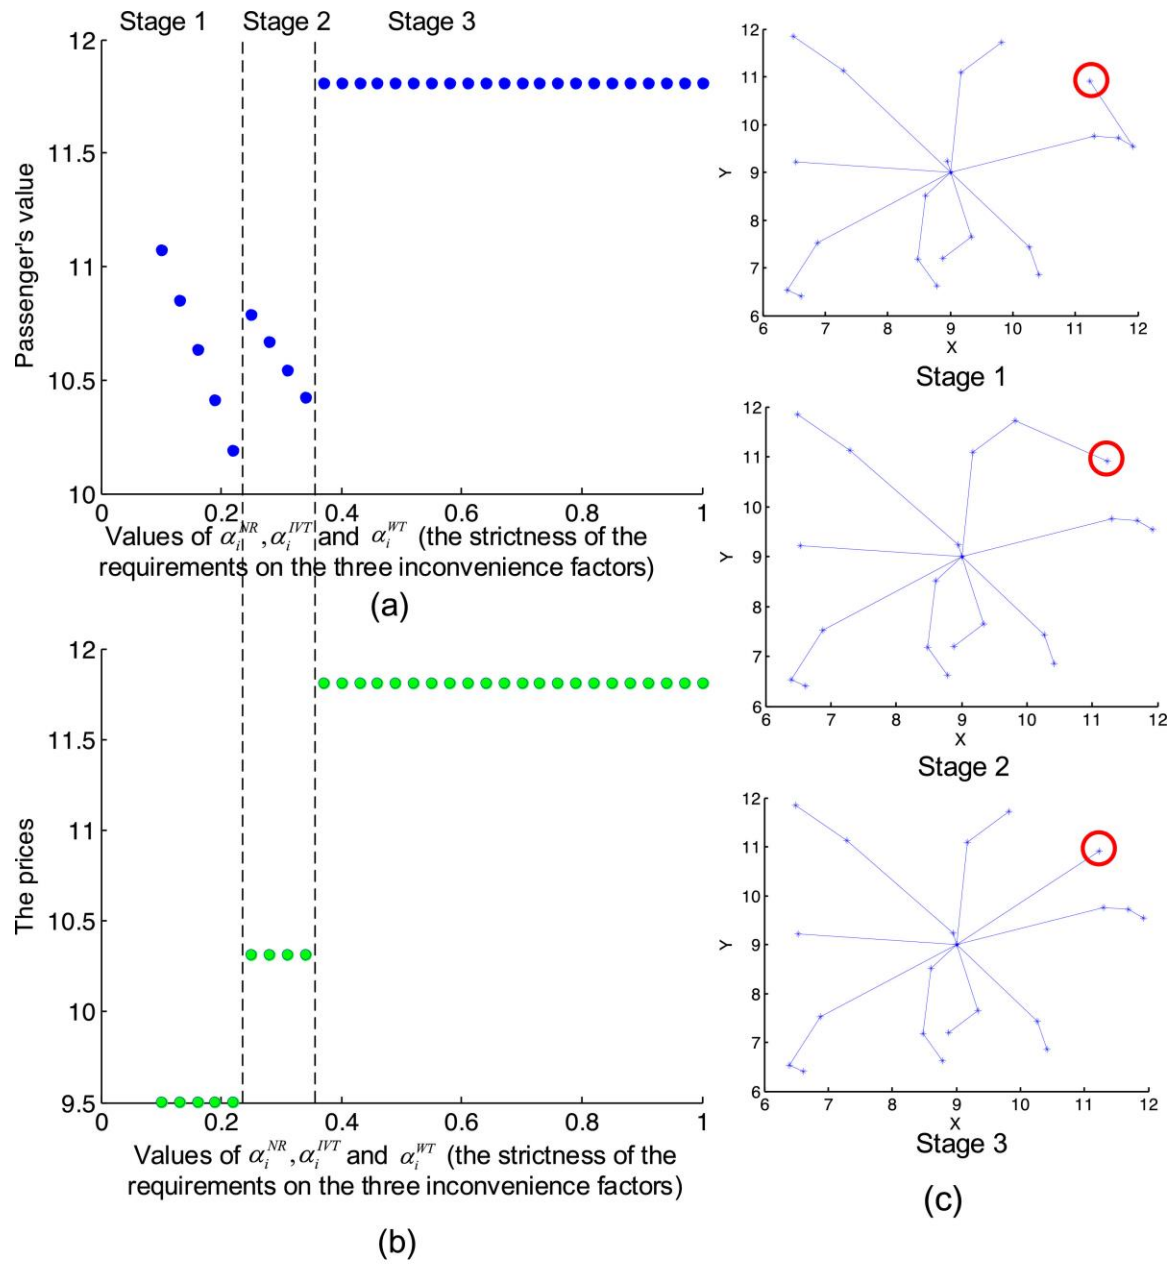 Stage 1 Stage 2 Stage 3
12
11.5
11
10.5
10
0 0.2 0.4 0.6 0.8 1
Passenger's value
Values of α_i^{NR}, α_i^{IVT} and α_i^{WT} (the strictness of the
requirements on the three inconvenience factors)
(a)
12
11.5
11
10.5
10
9.5
0 0.2 0.4 0.6 0.8 1
The prices
Values of α_i^{NR}, α_i^{IVT} and α_i^{WT} (the strictness of the
requirements on the three inconvenience factors)
(b)
12
11
10
9
8
7
6
Y
6 7 8 9 10 11 12
X
Stage 1
12
11
10
9
8
7
6
Y
6 7 8 9 10 11 12
X
Stage 2
12
11
10
9
8
7
6
Y
6 7 8 9 10 11 12
X
Stage 3
(c)